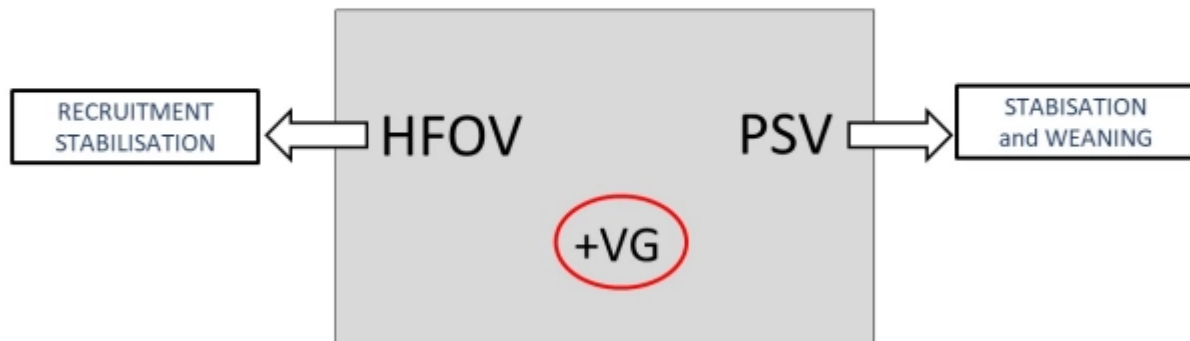 RECRUITMENT
STABILISATION
HFOV
PSV
STABISATION
and WEANING
+VG